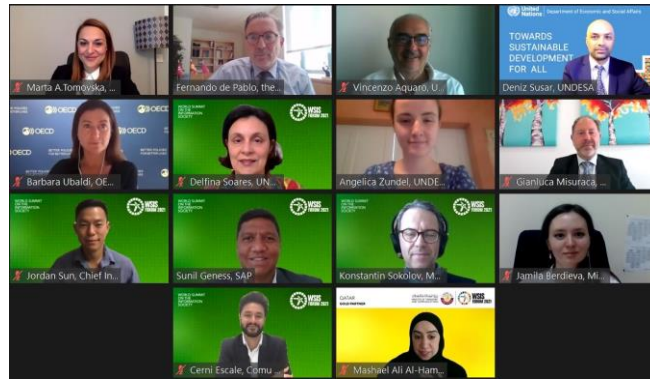 Marta A.Tomovska, ...
Fernando de Pablo, the...
Vincenzo Aquaro, U...
United Nations
Department of Economic and Social Affairs
TOWARDS
SUSTAINABLE
DEVELOPMENT
FOR ALL
Deniz Susar, UNDESA
OECD
OECD
Barbara Ubaldi, OE...
WORLD SUMMIT
ON THE
INFORMATION
SOCIETY
WSIS
FORUM 2021
Delfina Soares, UN...
Angelica Zundel, UNDE...
Gianluca Misuraca, ...
WORLD SUMMIT
ON THE
INFORMATION
SOCIETY
WSIS
FORUM 2021
Jordan Sun, Chief In...
WORLD SUMMIT
ON THE
INFORMATION
SOCIETY
WSIS
FORUM 2021
Sunil Geness, SAP
WORLD SUMMIT
ON THE
INFORMATION
SOCIETY
WSIS
FORUM 2021
Konstantin Sokolov, M...
Jamila Berdieva, Mi...
WORLD SUMMIT
ON THE
INFORMATION
SOCIETY
WSIS
FORUM 2021
Cerni Escale, Comu ...
QATAR
GOLD PARTNER
WSIS
FORUM 2021
Mashael Ali Al-Ham...